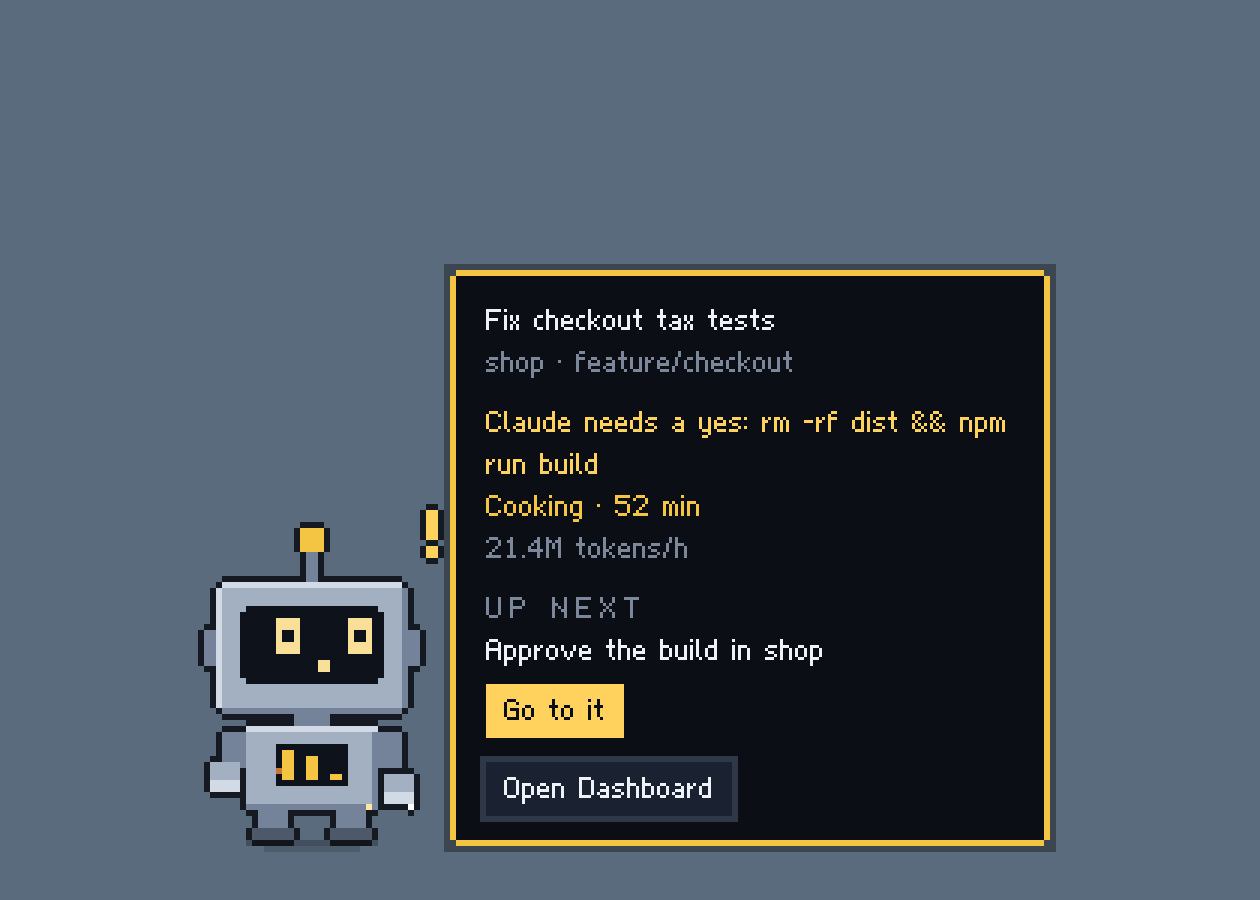 Fix checkout tax tests
shop · feature/checkout
Claude needs a yes: rm -rf dist && npm
run build
Cooking · 52 min
21.4M tokens/h
UP NEXT
Approve the build in shop
Go to it
Open Dashboard